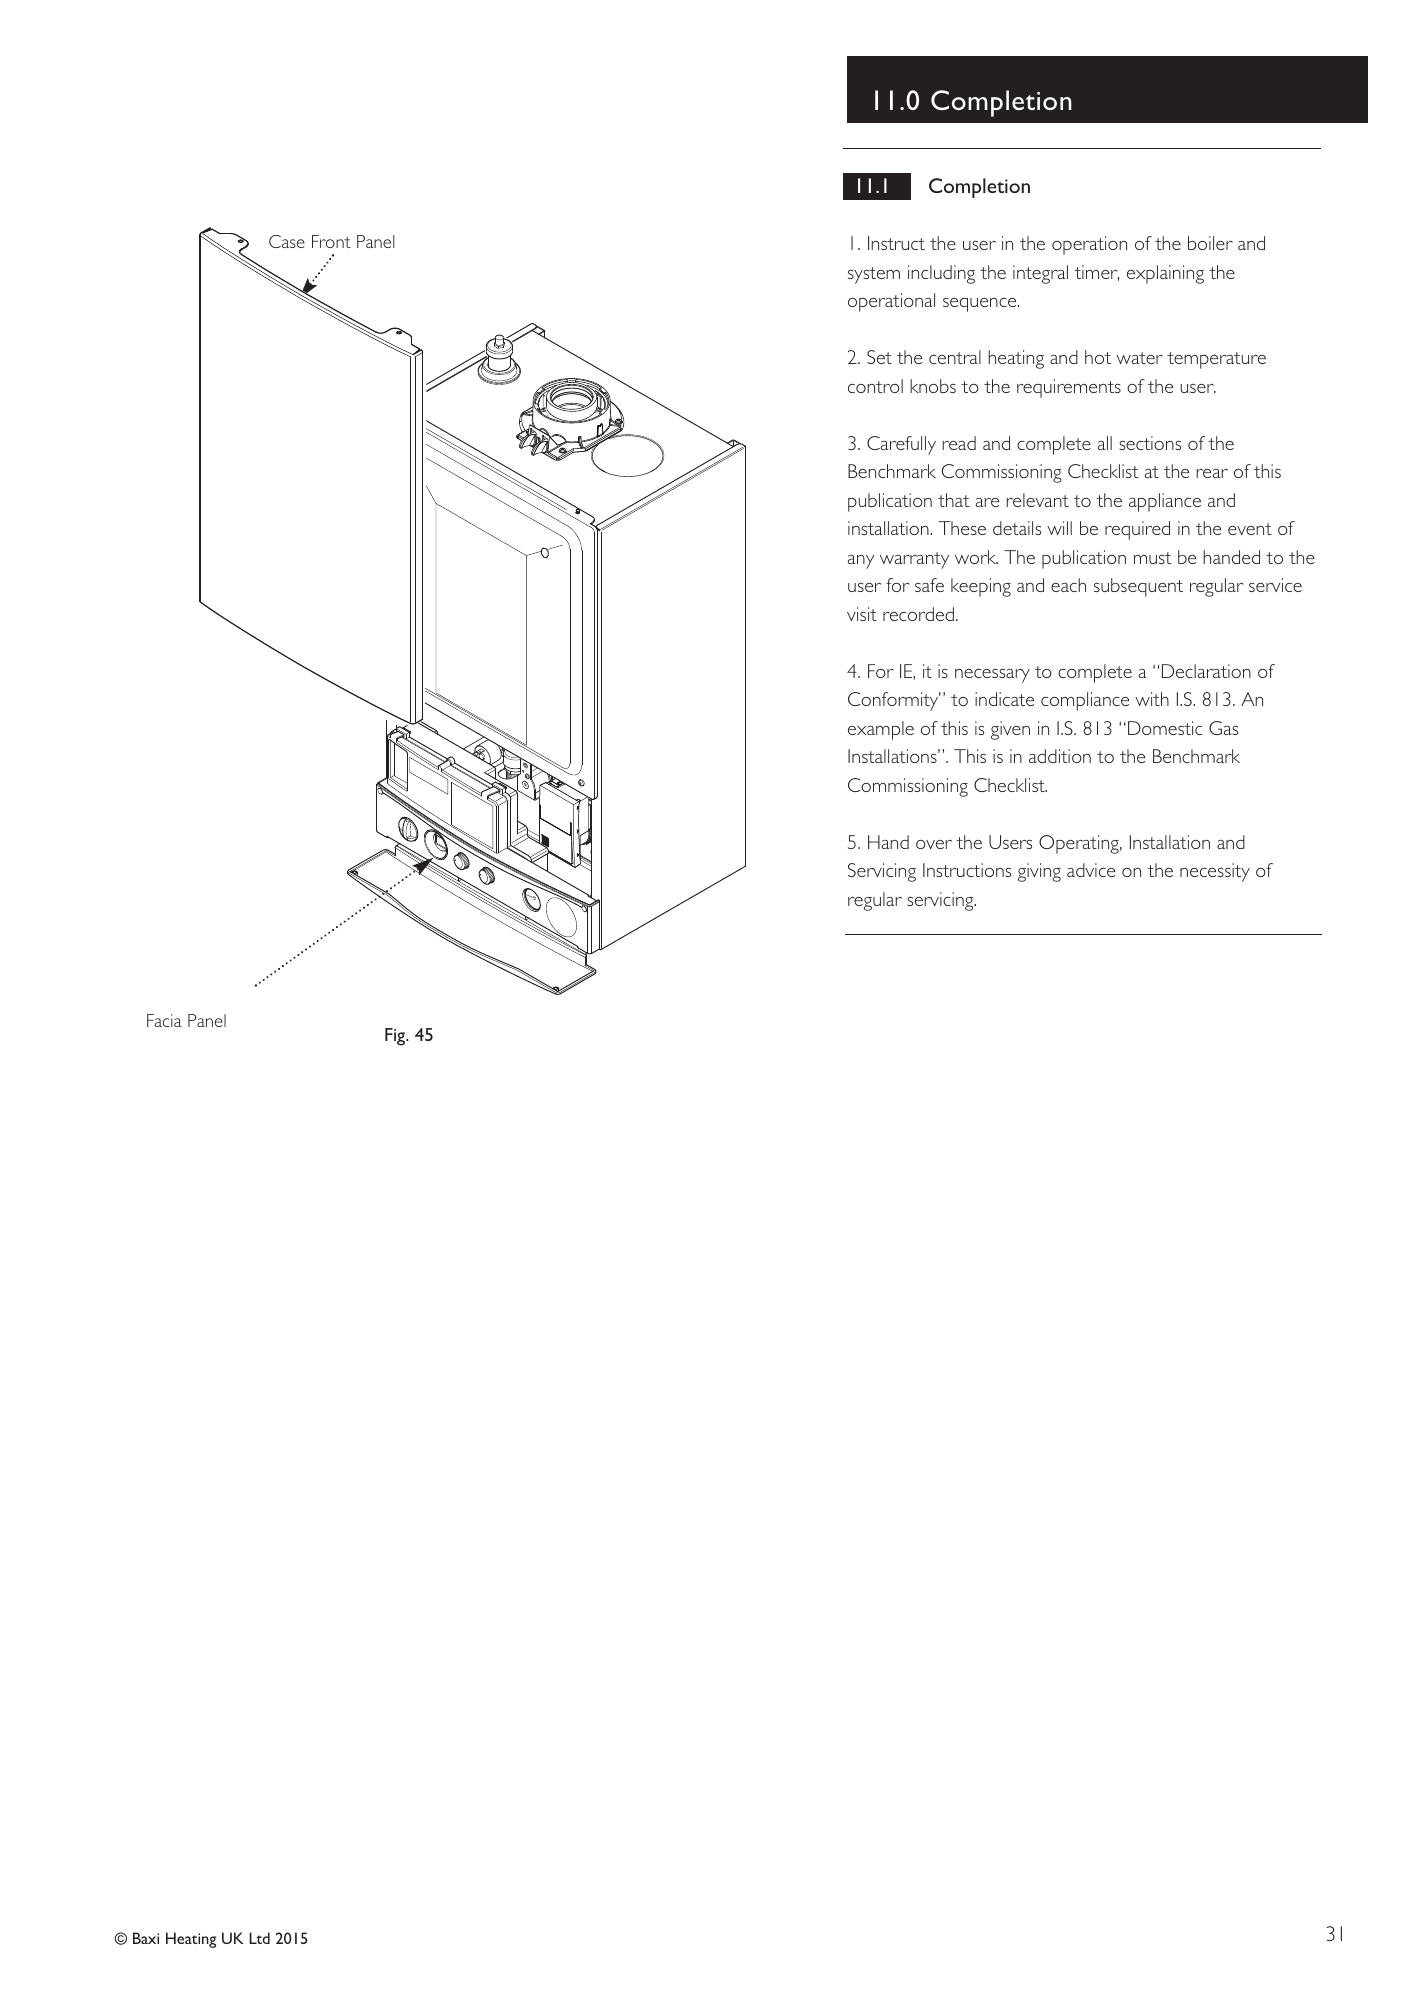 11.0 Completion
11.1 Completion
1. Instruct the user in the operation of the boiler and
system including the integral timer, explaining the
operational sequence.
2. Set the central heating and hot water temperature
control knobs to the requirements of the user.
3. Carefully read and complete all sections of the
Benchmark Commissioning Checklist at the rear of this
publication that are relevant to the appliance and
installation. These details will be required in the event of
any warranty work. The publication must be handed to the
user for safe keeping and each subsequent regular service
visit recorded.
4. For IE, it is necessary to complete a “Declaration of
Conformity” to indicate compliance with I.S. 813. An
example of this is given in I.S. 813 “Domestic Gas
Installations”. This is in addition to the Benchmark
Commissioning Checklist.
5. Hand over the Users Operating, Installation and
Servicing Instructions giving advice on the necessity of
regular servicing.
Case Front Panel
Facia Panel
Fig. 45
© Baxi Heating UK Ltd 2015
31